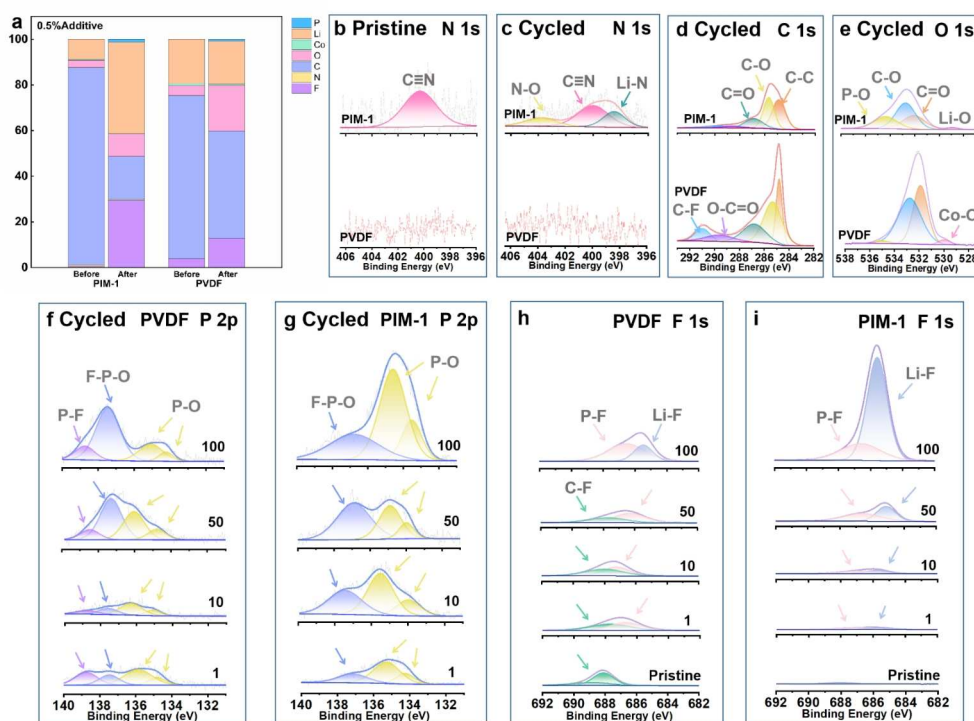 a
0.5%Additive
P
Li
Co
O
C
N
F
100
80
60
40
20
0
Before After Before After
PIM-1 PVDF
b Pristine N 1s
C≡N
PIM-1
PVDF
406 404 402 400 398 396
Binding Energy (eV)
c Cycled N 1s
N-O
C≡N
Li-N
PIM-1
PVDF
406 404 402 400 398 396
Binding Energy (eV)
d Cycled C 1s
C-O
C=O
C-C
PIM-1
PVDF
C-F
O-C=O
292 290 288 286 284 282
Binding Energy (eV)
e Cycled O 1s
C-O
P-O
C=O
PIM-1
Li-O
PVDF
Co-O
538 536 534 532 530 528
Binding Energy (eV)
f Cycled PVDF P 2p
F-P-O
P-F
P-O
100
50
10
1
140 138 136 134 132
Binding Energy (eV)
g Cycled PIM-1 P 2p
P-O
F-P-O
100
50
10
1
140 138 136 134 132
Binding Energy (eV)
h PVDF F 1s
P-F
Li-F
100
C-F
50
10
1
Pristine
692 690 688 686 684 682
Binding Energy (eV)
i PIM-1 F 1s
Li-F
P-F
100
50
10
1
Pristine
692 690 688 686 684 682
Binding Energy (eV)